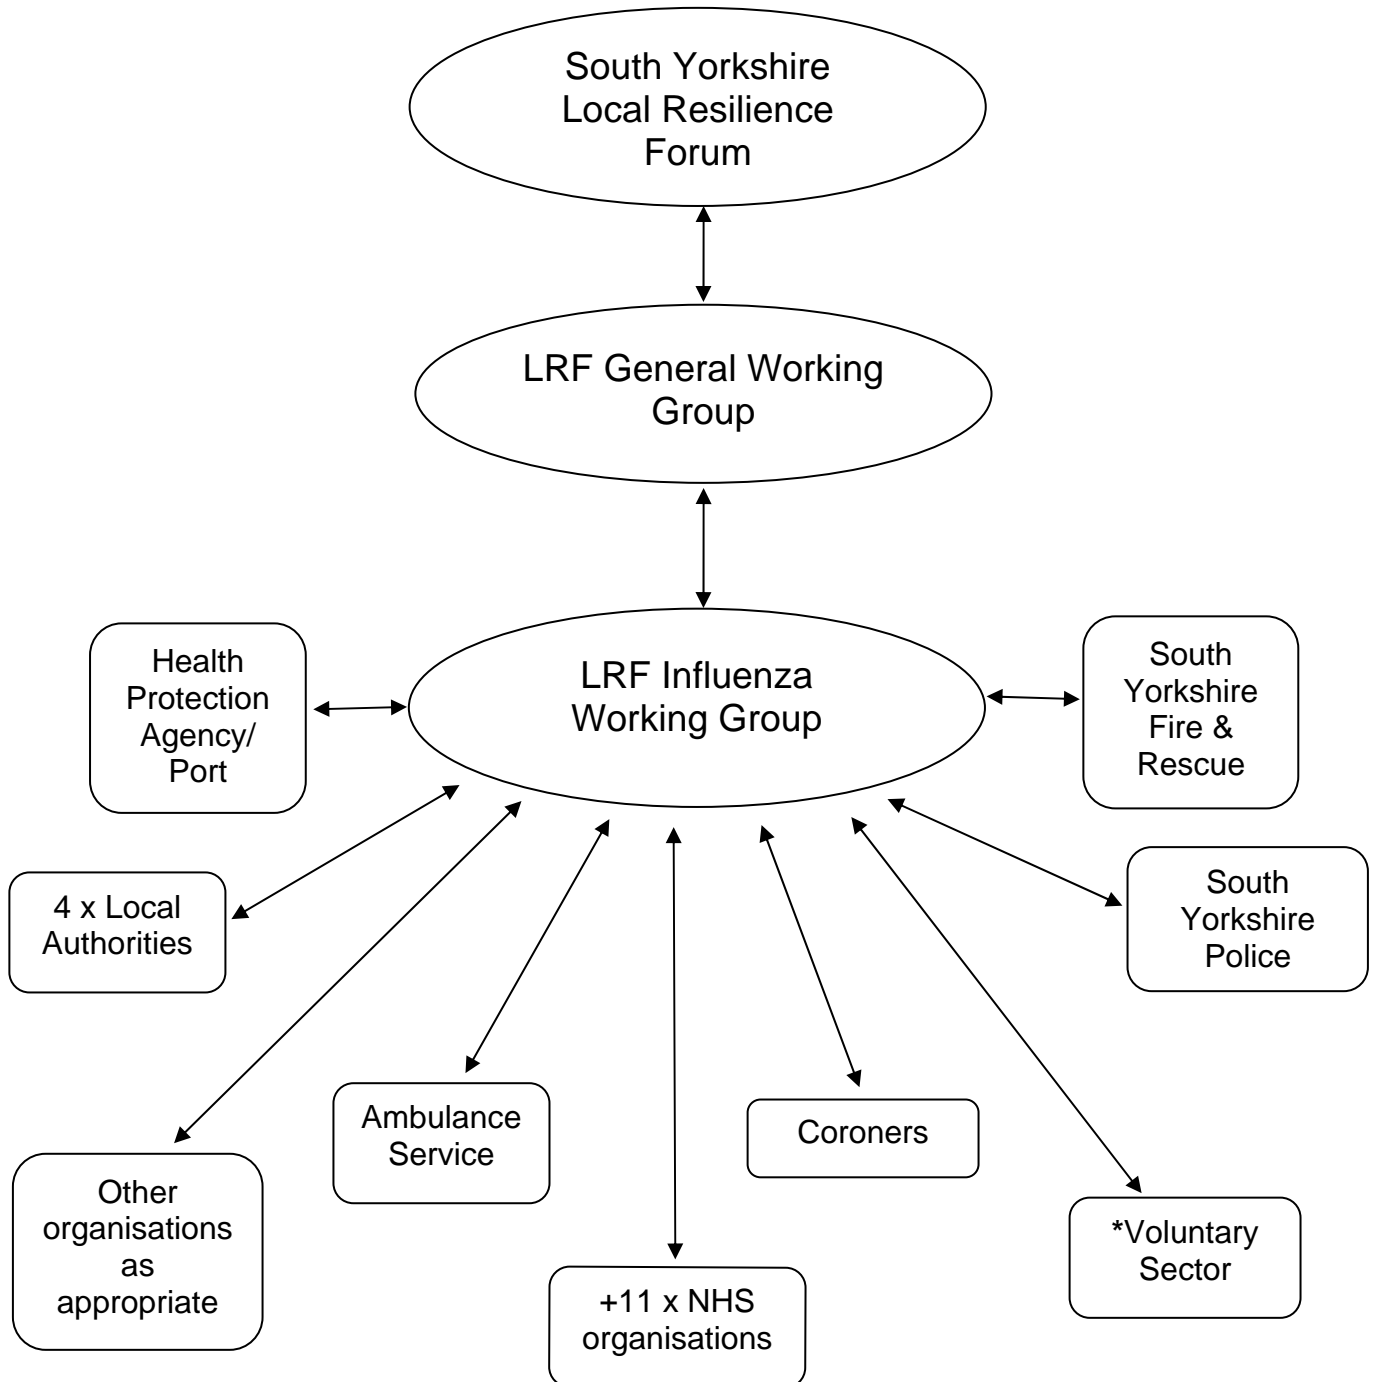 South Yorkshire
Local Resilience
Forum
LRF General Working
Group
LRF Influenza
Working Group
Health
Protection
Agency/
Port
South
Yorkshire
Fire &
Rescue
4 x Local
Authorities
South
Yorkshire
Police
Other
organisations
as
appropriate
Ambulance
Service
+11 x NHS
organisations
Coroners
*Voluntary
Sector